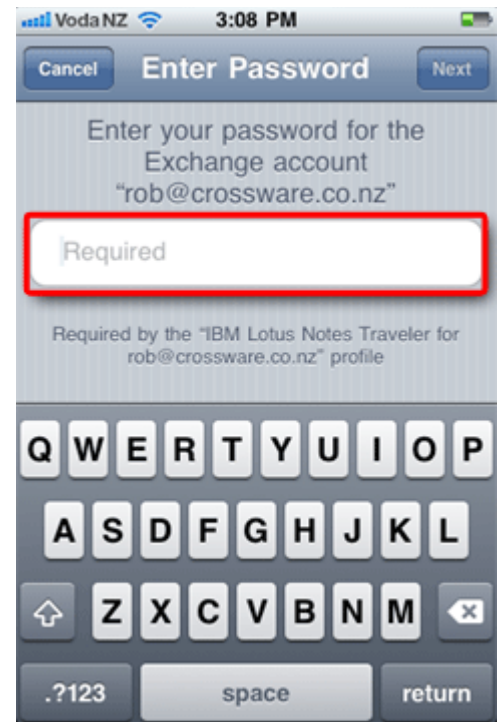 Voda NZ 3:08 PM
Cancel Enter Password Next
Enter your password for the
Exchange account
“rob@crossware.co.nz”
Required
Required by the “IBM Lotus Notes Traveler for
rob@crossware.co.nz” profile
Q W E R T Y U I O P
A S D F G H J K L
Z X C V B N M
.?123 space return